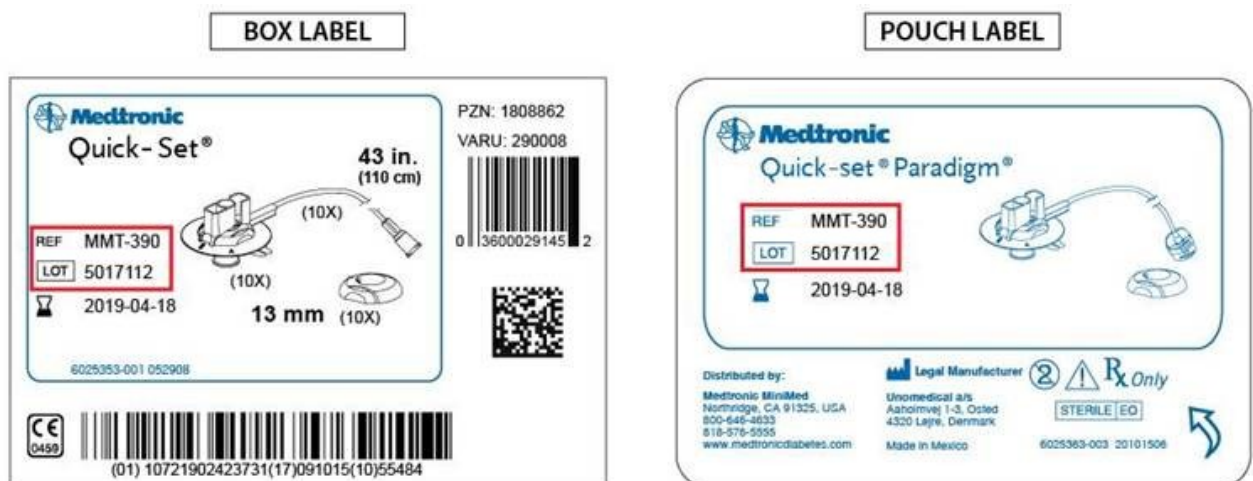 BOX LABEL
Medtronic
Quick-Set®
43 in.
(110 cm)
(10X)
REF MMT-390
LOT 5017112
2019-04-18
(10X)
13 mm (10X)
6025353-001 052908
PZN: 1808862
VARU: 290008
0 3600029145 2
CE
0459
(01) 10721902423731(17)091015(10)55484
POUCH LABEL
Medtronic
Quick-set® Paradigm®
REF MMT-390
LOT 5017112
2019-04-18
Distributed by:
Medtronic MiniMed
Northridge, CA 91325, USA
800-646-4633
818-576-5555
www.medtronicdiabetes.com
Legal Manufacturer
Unomedical a/s
Aaholmvej 1-3, Osted
4320 Lejre, Denmark
Made in Mexico
2
Rx Only
STERILE EO
6025363-003 20101506